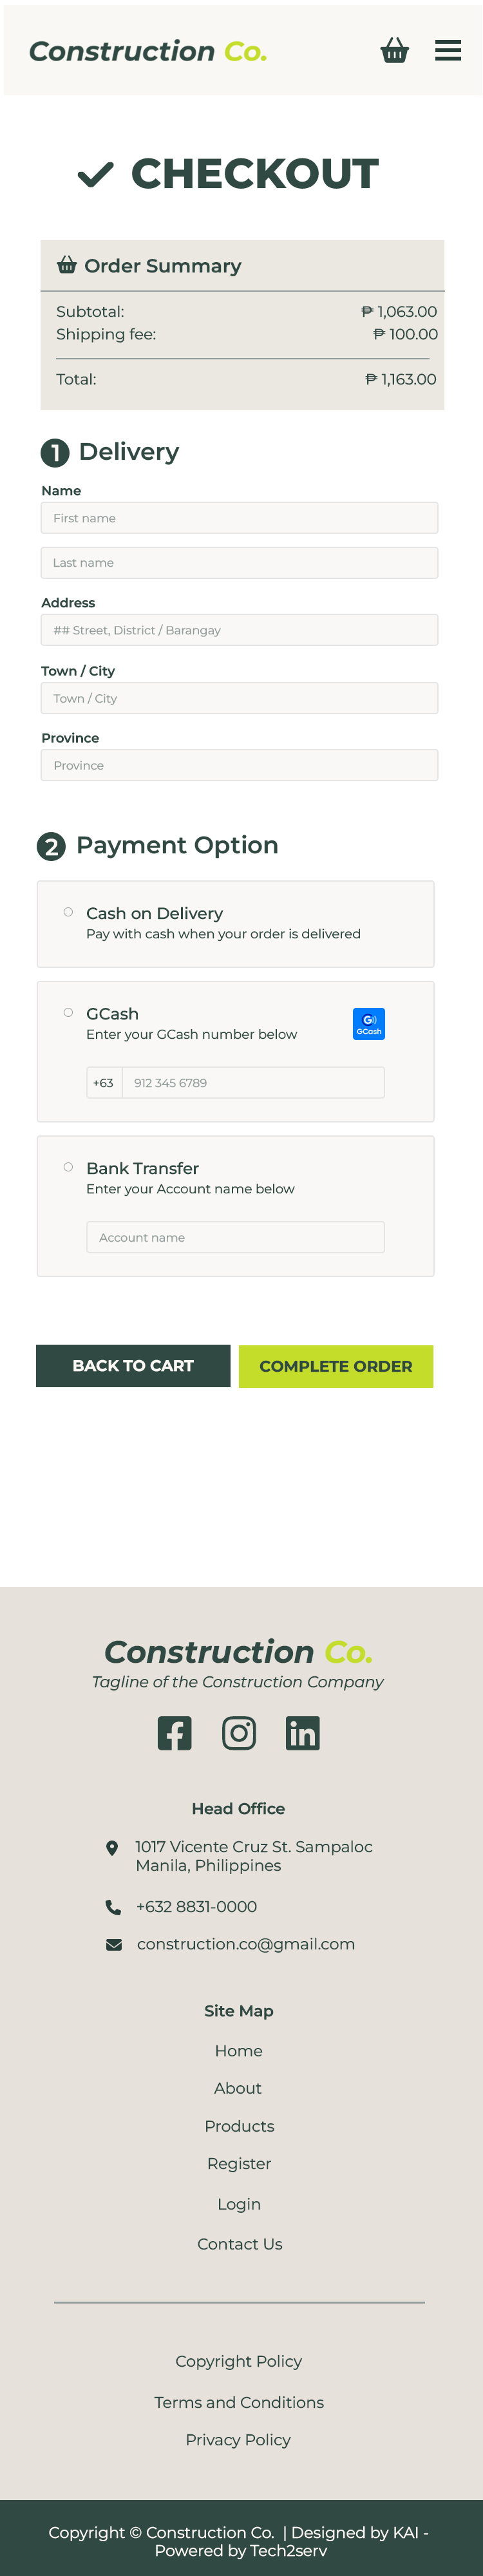 Construction Co.
CHECKOUT
Order Summary
Subtotal: ₱ 1,063.00
Shipping fee: ₱ 100.00
Total: ₱ 1,163.00
1 Delivery
Name
First name
Last name
Address
## Street, District / Barangay
Town / City
Town / City
Province
Province
2 Payment Option
Cash on Delivery
Pay with cash when your order is delivered
GCash
Enter your GCash number below
G
GCash
+63 912 345 6789
Bank Transfer
Enter your Account name below
Account name
BACK TO CART COMPLETE ORDER
Construction Co.
Tagline of the Construction Company
Head Office
1017 Vicente Cruz St. Sampaloc
Manila, Philippines
+632 8831-0000
construction.co@gmail.com
Site Map
Home
About
Products
Register
Login
Contact Us
Copyright Policy
Terms and Conditions
Privacy Policy
Copyright © Construction Co. | Designed by KAI -
Powered by Tech2serv